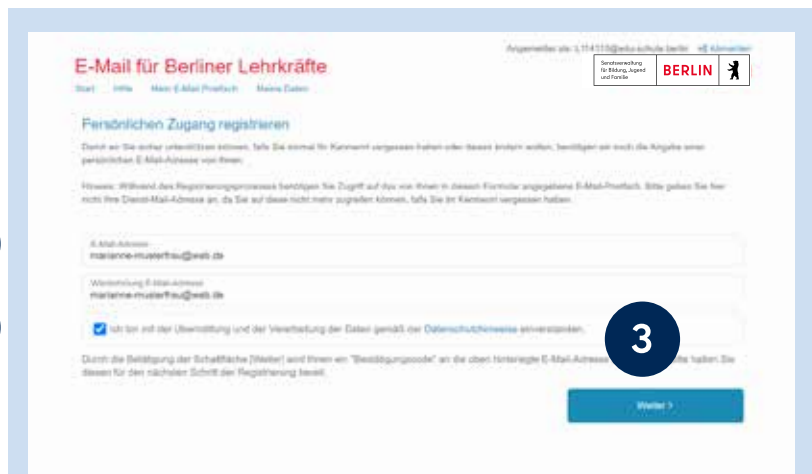 Angemeldet als: L114115@edu.schule.berlin Abmelden
E-Mail für Berliner Lehrkräfte
Senatsverwaltung
für Bildung, Jugend
und Familie
BERLIN
Start Hilfe Mein E-Mail Postfach Meine Daten
Persönlichen Zugang registrieren
Damit wir Sie sicher unterstützen können, falls Sie einmal Ihr Kennwort vergessen haben oder dieses ändern wollen, benötigen wir noch die Angabe einer
persönlichen E-Mail-Adresse von Ihnen.
Hinweis: Während des Registrierungsprozesses benötigen Sie Zugriff auf das von Ihnen in diesem Formular angegebene E-Mail-Postfach. Bitte geben Sie hier
nicht Ihre Dienst-Mail-Adresse an, da Sie auf diese nicht mehr zugreifen können, falls Sie Ihr Kennwort vergessen haben.
E-Mail-Adresse
marianne-musterfrau@web.de
Wiederholung E-Mail-Adresse
marianne-musterfrau@web.de
Ich bin mit der Übermittlung und der Verarbeitung der Daten gemäß der Datenschutzhinweise einverstanden.
3
Durch die Betätigung der Schaltfläche [Weiter] wird Ihnen ein "Bestätigungscode" an die oben hinterlegte E-Mail-Adresse halten Sie
diesen für den nächsten Schritt der Registrierung bereit.
Weiter >